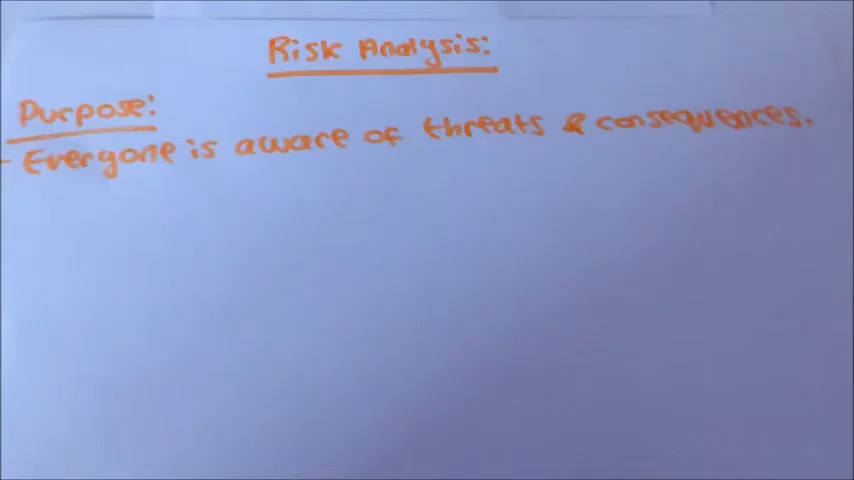 Risk Analysis:
Purpose:
- Everyone is aware of threats & consequences.